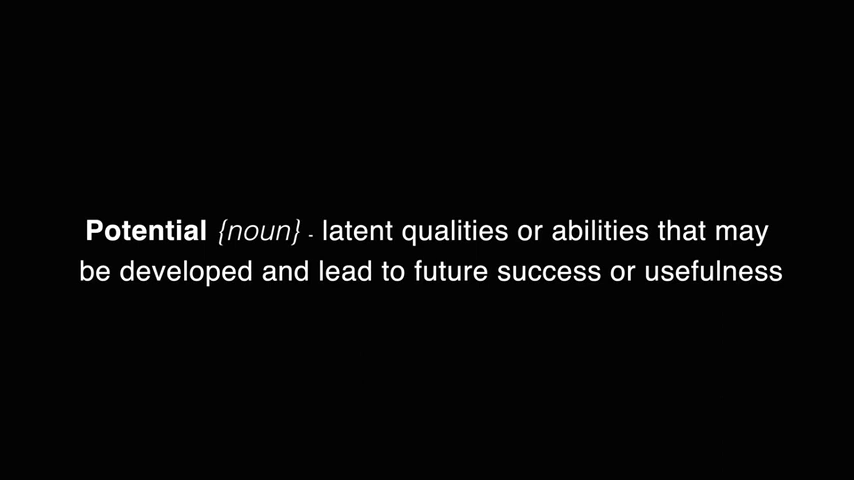 Potential {noun} - latent qualities or abilities that may
be developed and lead to future success or usefulness